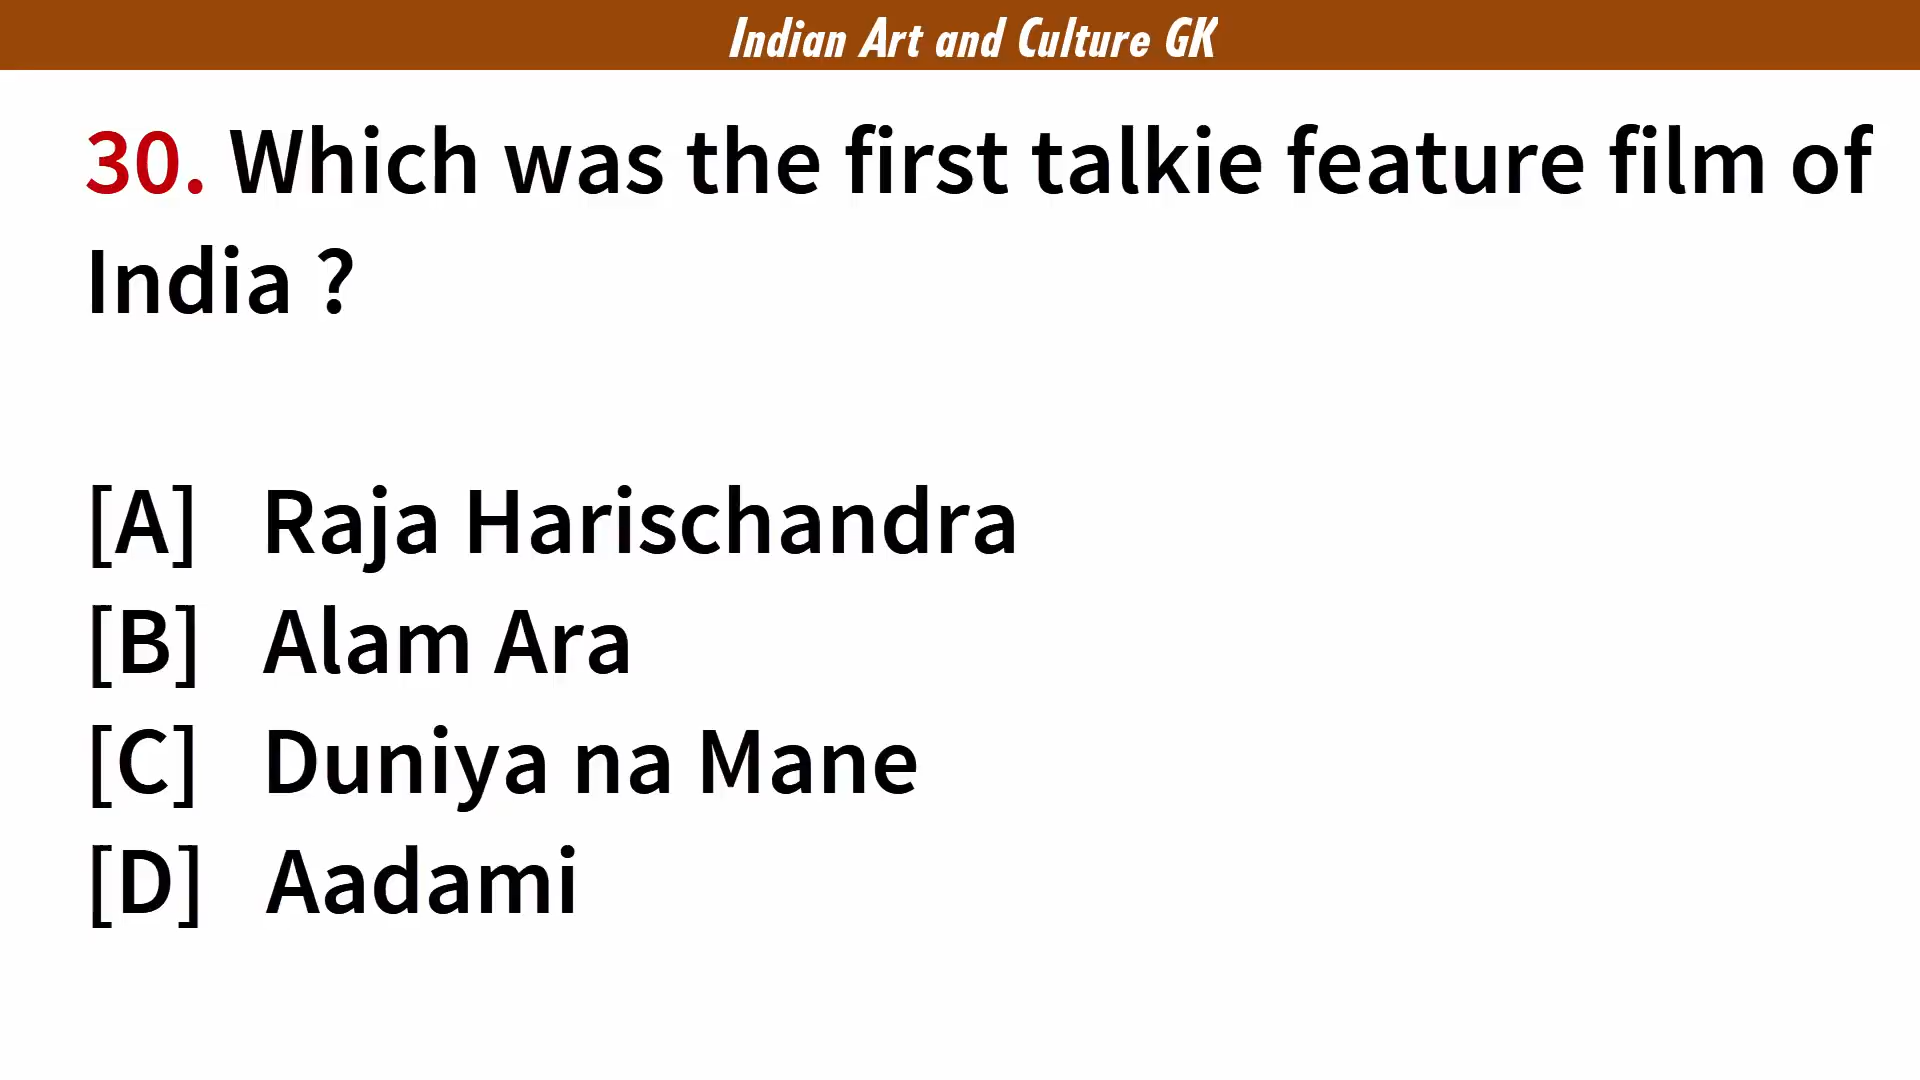 Indian Art and Culture GK
30. Which was the first talkie feature film of
India ?
[A] Raja Harischandra
[B] Alam Ara
[C] Duniya na Mane
[D] Aadami